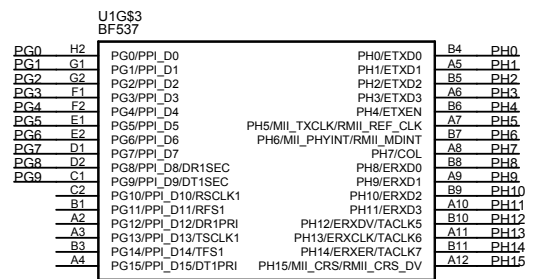 U1G$3
BF537
PG0 H2 PG0/PPI_D0 PH0/ETXD0 B4 PH0
PG1 G1 PG1/PPI_D1 PH1/ETXD1 A5 PH1
PG2 G2 PG2/PPI_D2 PH2/ETXD2 B5 PH2
PG3 F1 PG3/PPI_D3 PH3/ETXD3 A6 PH3
PG4 F2 PG4/PPI_D4 PH4/ETXEN B6 PH4
PG5 E1 PG5/PPI_D5 PH5/MII_TXCLK/RMII_REF_CLK A7 PH5
PG6 E2 PG6/PPI_D6 PH6/MII_PHYINT/RMII_MDINT B7 PH6
PG7 D1 PG7/PPI_D7 PH7/COL A8 PH7
PG8 D2 PG8/PPI_D8/DR1SEC PH8/ERXD0 B8 PH8
PG9 C1 PG9/PPI_D9/DT1SEC PH9/ERXD1 A9 PH9
C2 PG10/PPI_D10/RSCLK1 PH10/ERXD2 B9 PH10
B1 PG11/PPI_D11/RFS1 PH11/ERXD3 A10 PH11
A2 PG12/PPI_D12/DR1PRI PH12/ERXDV/TACLK5 B10 PH12
A3 PG13/PPI_D13/TSCLK1 PH13/ERXCLK/TACLK6 A11 PH13
B3 PG14/PPI_D14/TFS1 PH14/ERXER/TACLK7 B11 PH14
A4 PG15/PPI_D15/DT1PRI PH15/MII_CRS/RMII_CRS_DV A12 PH15